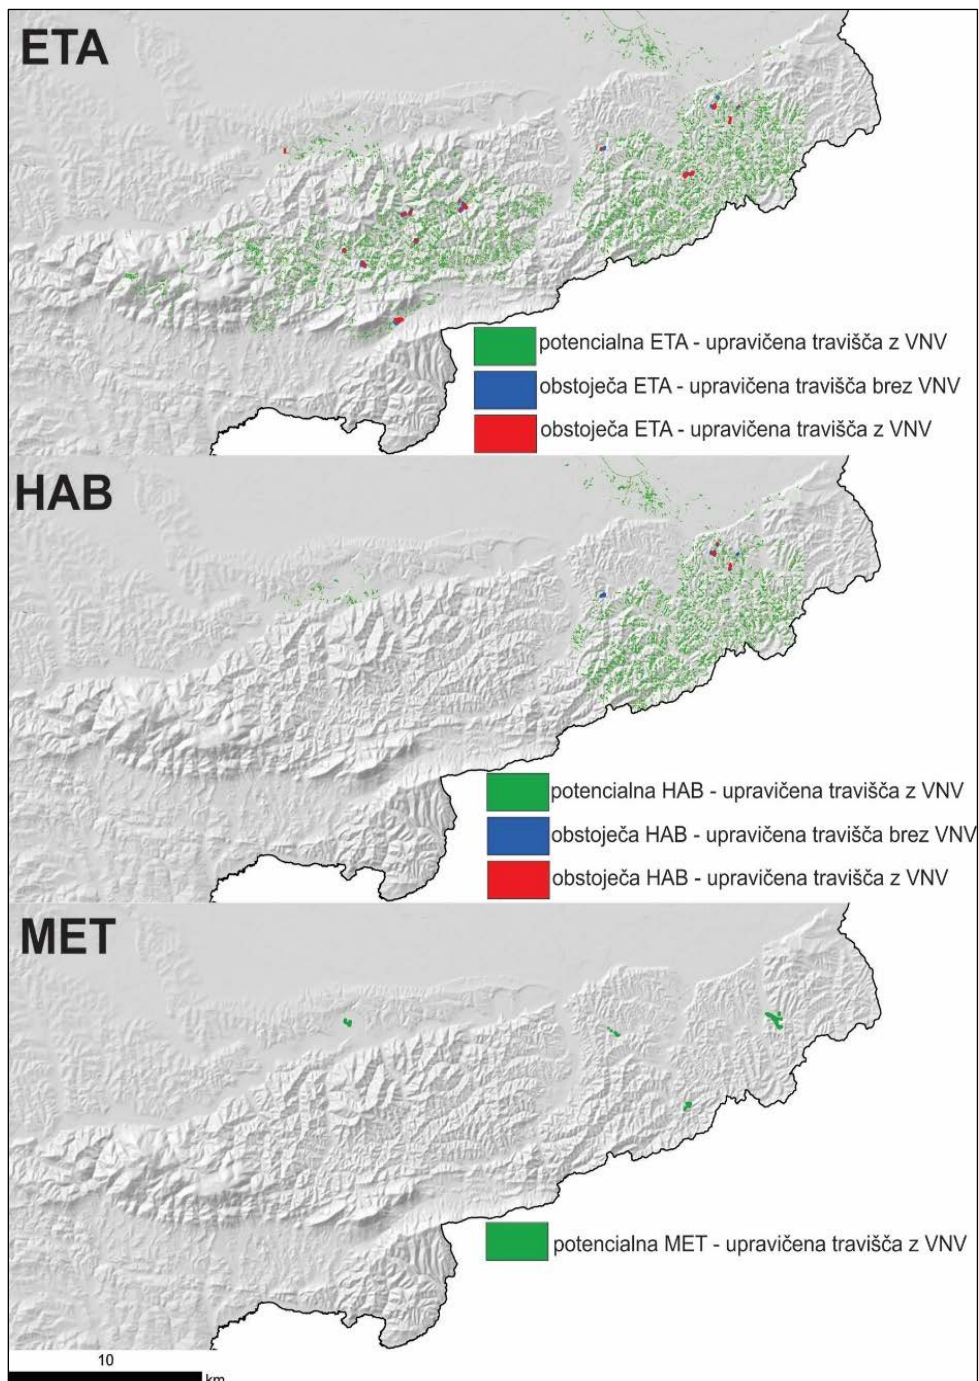 ETA
potencialna ETA - upravičena travišča z VNV
obstoječa ETA - upravičena travišča brez VNV
obstoječa ETA - upravičena travišča z VNV
HAB
potencialna HAB - upravičena travišča z VNV
obstoječa HAB - upravičena travišča brez VNV
obstoječa HAB - upravičena travišča z VNV
MET
potencialna MET - upravičena travišča z VNV
10
km